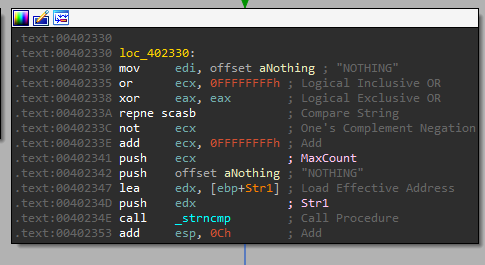 .text:00402330
.text:00402330 loc_402330:
.text:00402330 mov edi, offset aNothing ; "NOTHING"
.text:00402335 or ecx, 0FFFFFFFFh ; Logical Inclusive OR
.text:00402338 xor eax, eax ; Logical Exclusive OR
.text:0040233A repne scasb ; Compare String
.text:0040233C not ecx ; One's Complement Negation
.text:0040233E add ecx, 0FFFFFFFFh ; Add
.text:00402341 push ecx ; MaxCount
.text:00402342 push offset aNothing ; "NOTHING"
.text:00402347 lea edx, [ebp+Str1] ; Load Effective Address
.text:0040234D push edx ; Str1
.text:0040234E call _strncmp ; Call Procedure
.text:00402353 add esp, 0Ch ; Add